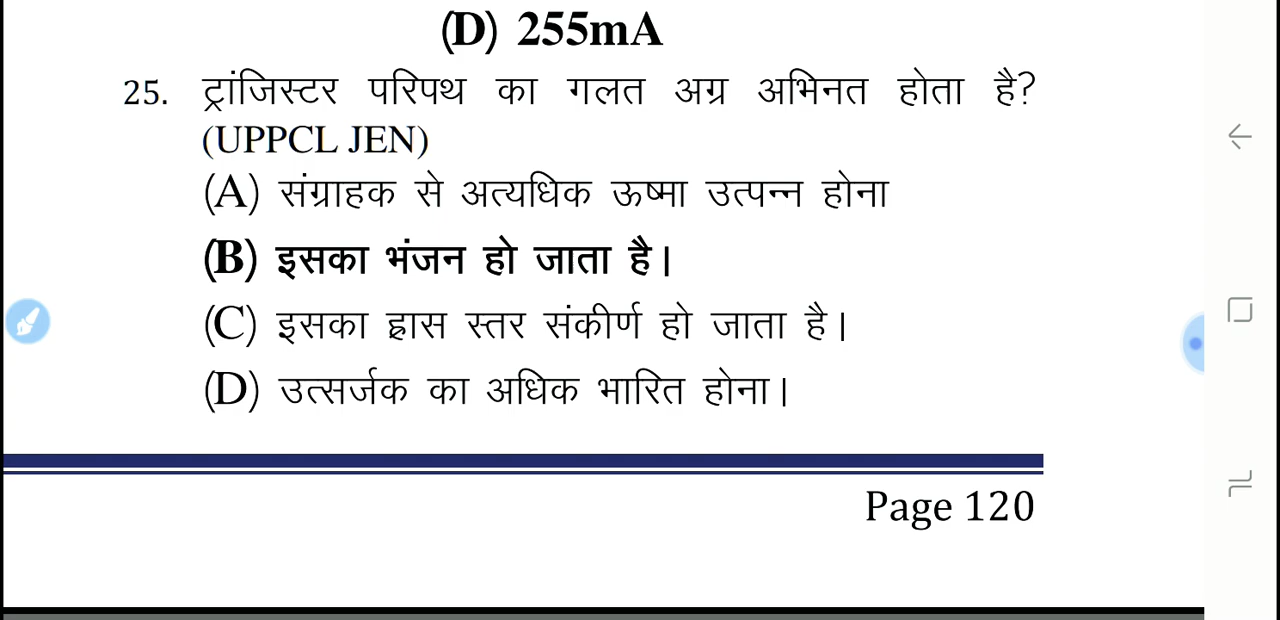 (D) 255mA
25. ट्रांजिस्टर परिपथ का गलत अग्र अभिनत होता है?
(UPPCL JEN)
(A) संग्राहक से अत्यधिक ऊष्मा उत्पन्न होना
(B) इसका भंजन हो जाता है।
(C) इसका ह्रास स्तर संकीर्ण हो जाता है।
(D) उत्सर्जक का अधिक भारित होना।
Page 120